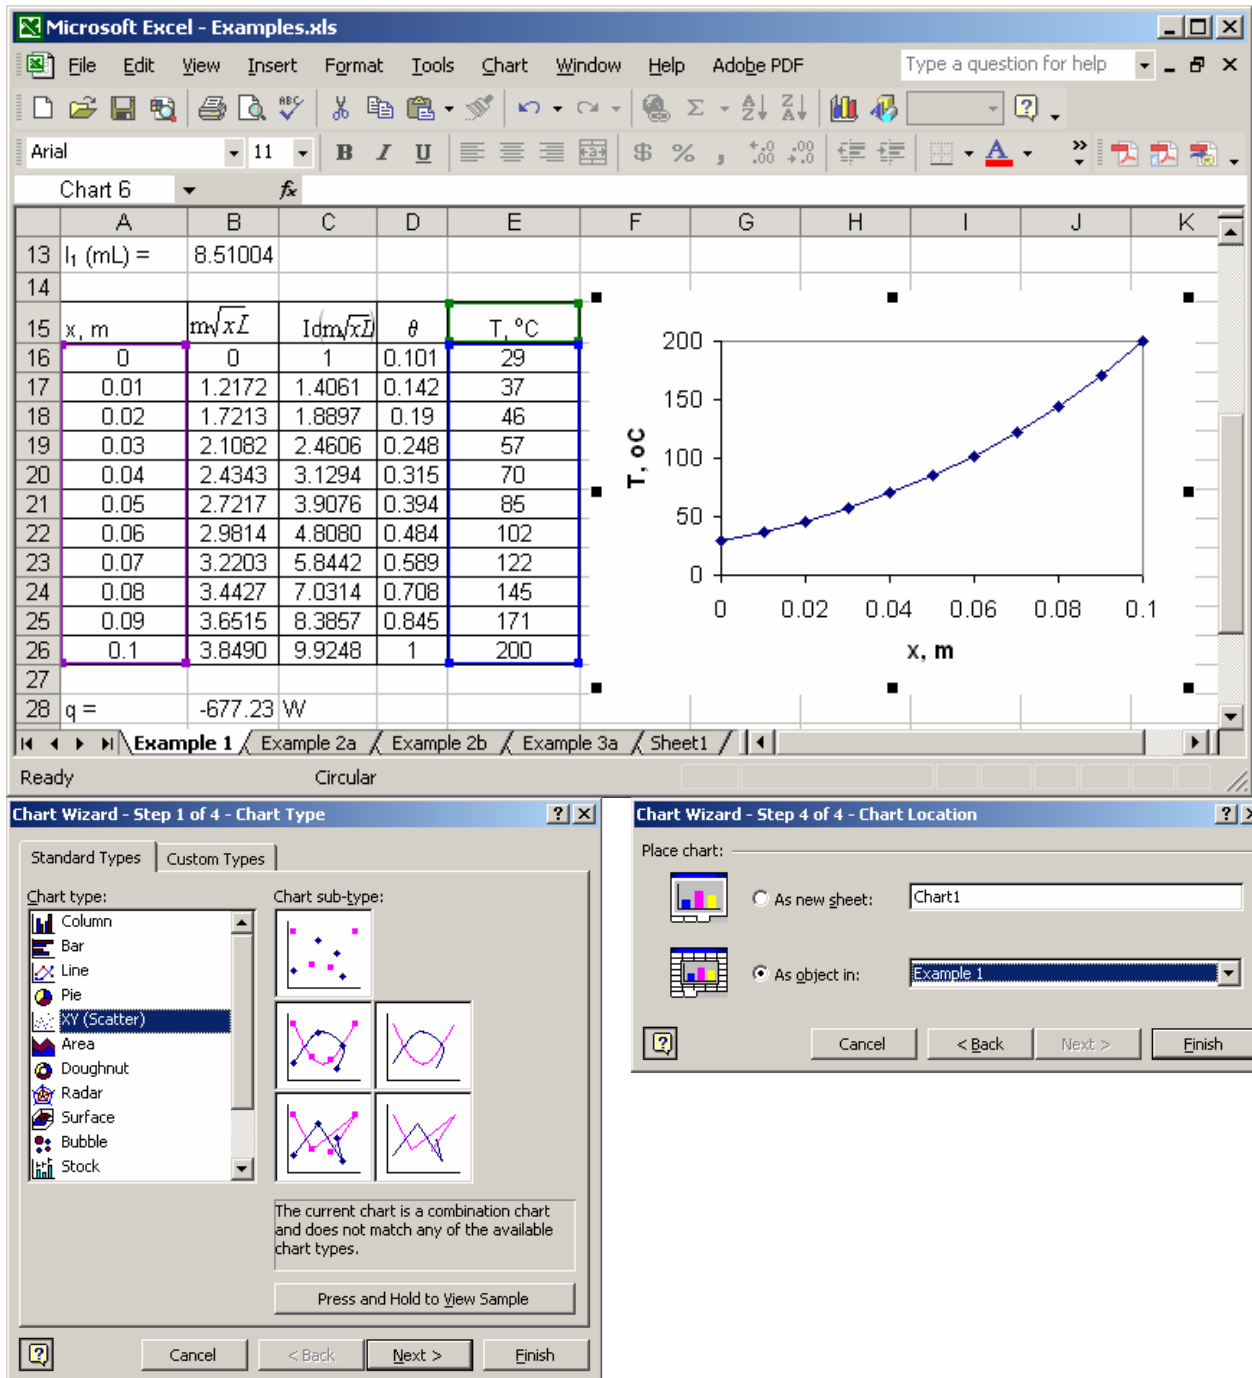 Microsoft Excel - Examples.xls
File Edit View Insert Format Tools Chart Window Help Adobe PDF Type a question for help
Arial 11 B I U $ % ,
Chart 6 fx
A B C D E F G H I J K
13 I₁ (mL) = 8.51004
14
15 x, m m√xL Io(m√xL) θ T, °C
16 0 0 1 0.101 29
17 0.01 1.2172 1.4061 0.142 37
18 0.02 1.7213 1.8897 0.19 46
19 0.03 2.1082 2.4606 0.248 57
20 0.04 2.4343 3.1294 0.315 70
21 0.05 2.7217 3.9076 0.394 85
22 0.06 2.9814 4.8080 0.484 102
23 0.07 3.2203 5.8442 0.589 122
24 0.08 3.4427 7.0314 0.708 145
25 0.09 3.6515 8.3857 0.845 171
26 0.1 3.8490 9.9248 1 200
27
28 q = -677.23 W
200
150
100
50
0
T, oC
0 0.02 0.04 0.06 0.08 0.1
x, m
Example 1 Example 2a Example 2b Example 3a Sheet1
Ready Circular
Chart Wizard - Step 1 of 4 - Chart Type
Standard Types Custom Types
Chart type: Chart sub-type:
Column
Bar
Line
Pie
XY (Scatter)
Area
Doughnut
Radar
Surface
Bubble
Stock
The current chart is a combination chart
and does not match any of the available
chart types.
Press and Hold to View Sample
Cancel < Back Next > Finish
Chart Wizard - Step 4 of 4 - Chart Location
Place chart:
As new sheet: Chart1
As object in: Example 1
Cancel < Back Next > Finish